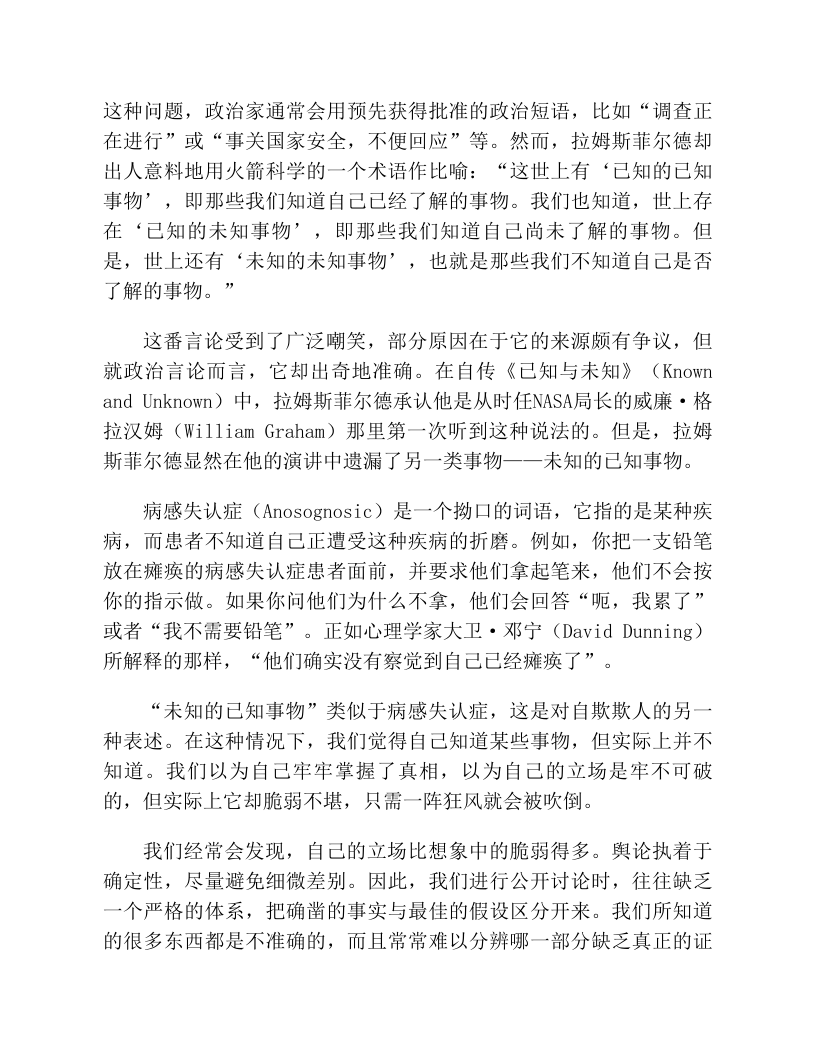 这种问题，政治家通常会用预先获得批准的政治短语，比如“调查正
在进行”或“事关国家安全，不便回应”等。然而，拉姆斯菲尔德却
出人意料地用火箭科学的一个术语作比喻：“这世上有‘已知的已知
事物’，即那些我们知道自己已经了解的事物。我们也知道，世上存
在‘已知的未知事物’，即那些我们知道自己尚未了解的事物。但
是，世上还有‘未知的未知事物’，也就是那些我们不知道自己是否
了解的事物。”
这番言论受到了广泛嘲笑，部分原因在于它的来源颇有争议，但
就政治言论而言，它却出奇地准确。在自传《已知与未知》（Known
and Unknown）中，拉姆斯菲尔德承认他是从时任NASA局长的威廉·格
拉汉姆（William Graham）那里第一次听到这种说法的。但是，拉姆
斯菲尔德显然在他的演讲中遗漏了另一类事物——未知的已知事物。
病感失认症（Anosognosic）是一个拗口的词语，它指的是某种疾
病，而患者不知道自己正遭受这种疾病的折磨。例如，你把一支铅笔
放在瘫痪的病感失认症患者面前，并要求他们拿起笔来，他们不会按
你的指示做。如果你问他们为什么不拿，他们会回答“呃，我累了”
或者“我不需要铅笔”。正如心理学家大卫·邓宁（David Dunning）
所解释的那样，“他们确实没有察觉到自己已经瘫痪了”。
“未知的已知事物”类似于病感失认症，这是对自欺欺人的另一
种表述。在这种情况下，我们觉得自己知道某些事物，但实际上并不
知道。我们以为自己牢牢掌握了真相，以为自己的立场是牢不可破
的，但实际上它却脆弱不堪，只需一阵狂风就会被吹倒。
我们经常会发现，自己的立场比想象中的脆弱得多。舆论执着于
确定性，尽量避免细微差别。因此，我们进行公开讨论时，往往缺乏
一个严格的体系，把确凿的事实与最佳的假设区分开来。我们所知道
的很多东西都是不准确的，而且常常难以分辨哪一部分缺乏真正的证